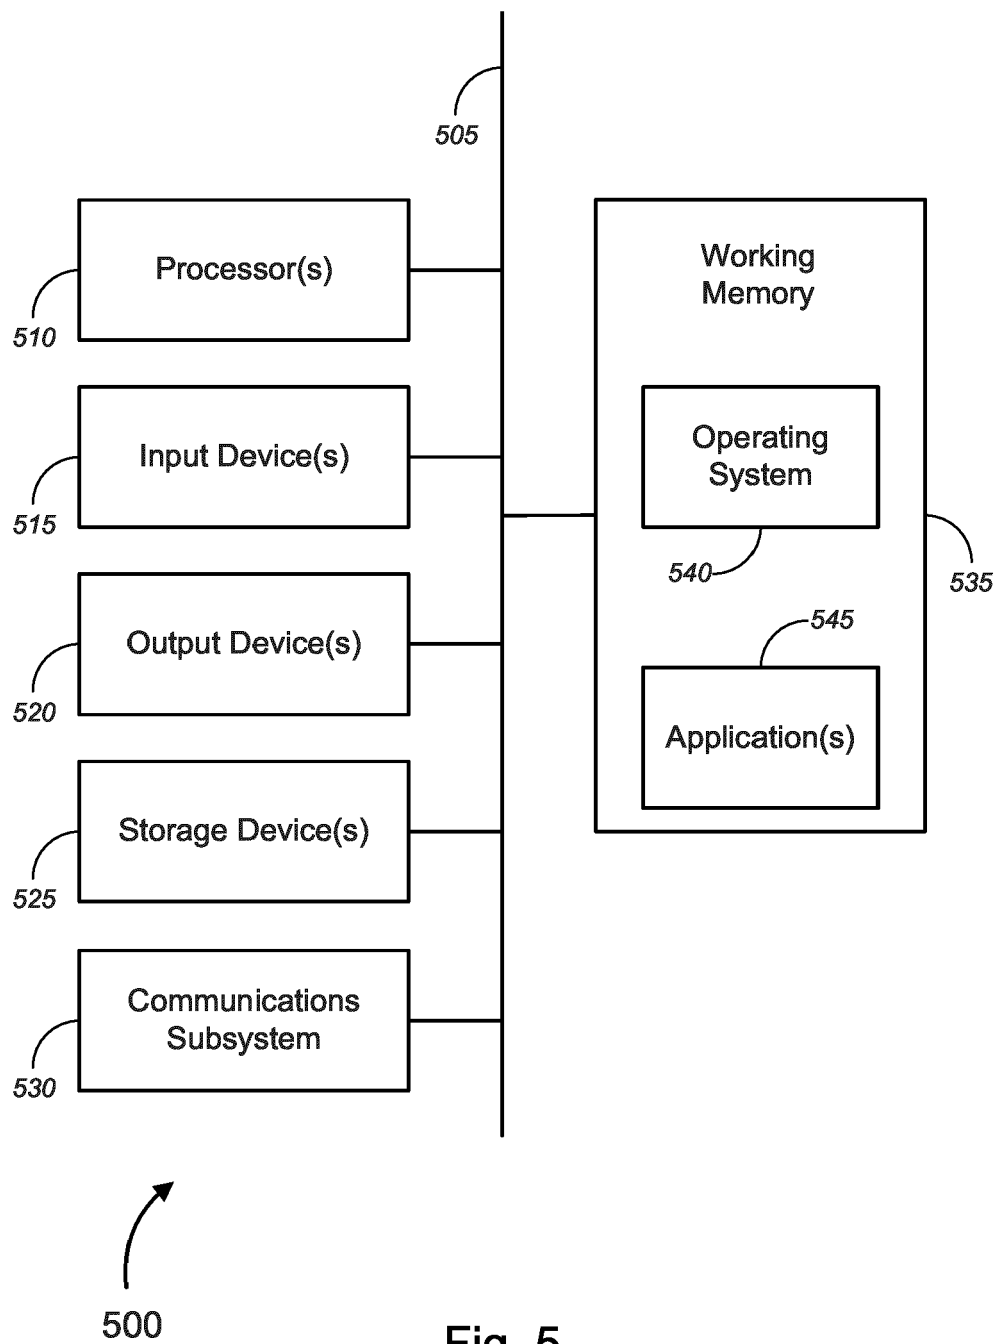 505
Processor(s)
510
Input Device(s)
515
Output Device(s)
520
Storage Device(s)
525
Communications
Subsystem
530
Working
Memory
Operating
System
540
535
545
Application(s)
500
Fig. 5